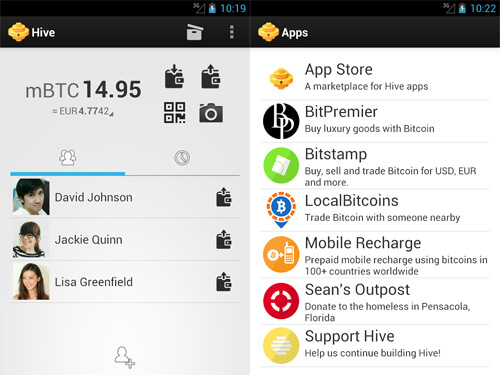 3G 10:19
Hive
mBTC 14.95
≈ EUR 4.7742
David Johnson
Jackie Quinn
Lisa Greenfield
3G 10:22
Apps
App Store
A marketplace for Hive apps
BitPremier
Buy luxury goods with Bitcoin
Bitstamp
Buy, sell and trade Bitcoin for USD, EUR
and more.
LocalBitcoins
Trade Bitcoin with someone nearby
Mobile Recharge
Prepaid mobile recharge using bitcoins in
100+ countries worldwide
Sean's Outpost
Donate to the homeless in Pensacola,
Florida
Support Hive
Help us continue building Hive!